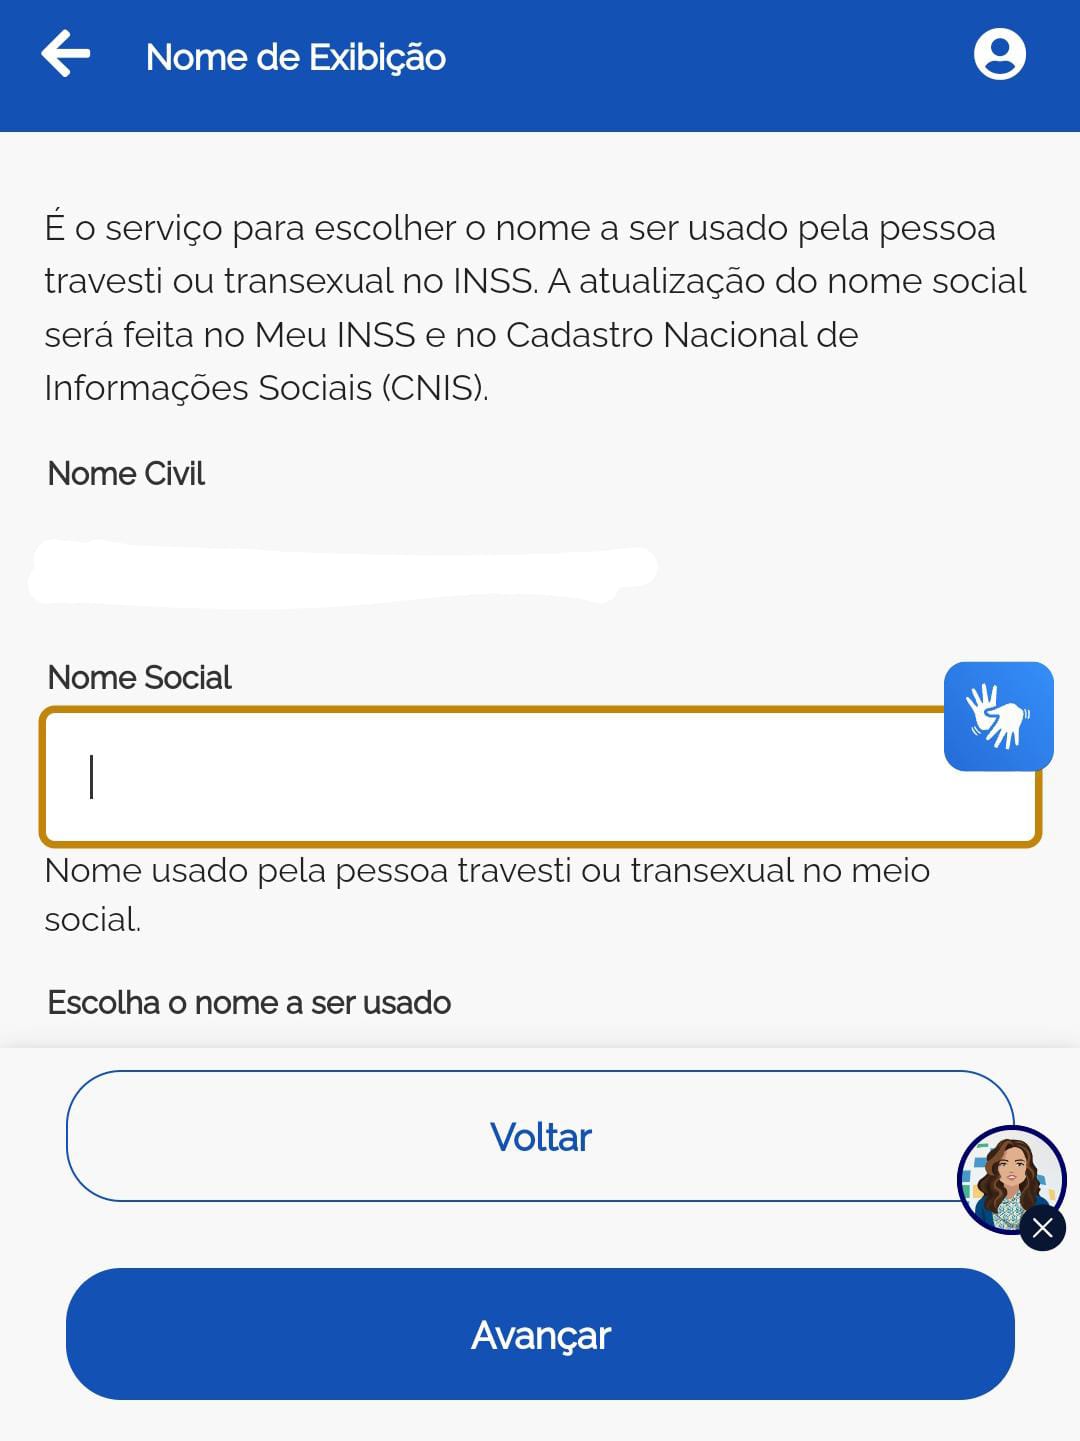 Nome de Exibição
É o serviço para escolher o nome a ser usado pela pessoa
travesti ou transexual no INSS. A atualização do nome social
será feita no Meu INSS e no Cadastro Nacional de
Informações Sociais (CNIS).
Nome Civil
Nome Social
Nome usado pela pessoa travesti ou transexual no meio
social.
Escolha o nome a ser usado
Voltar
Avançar